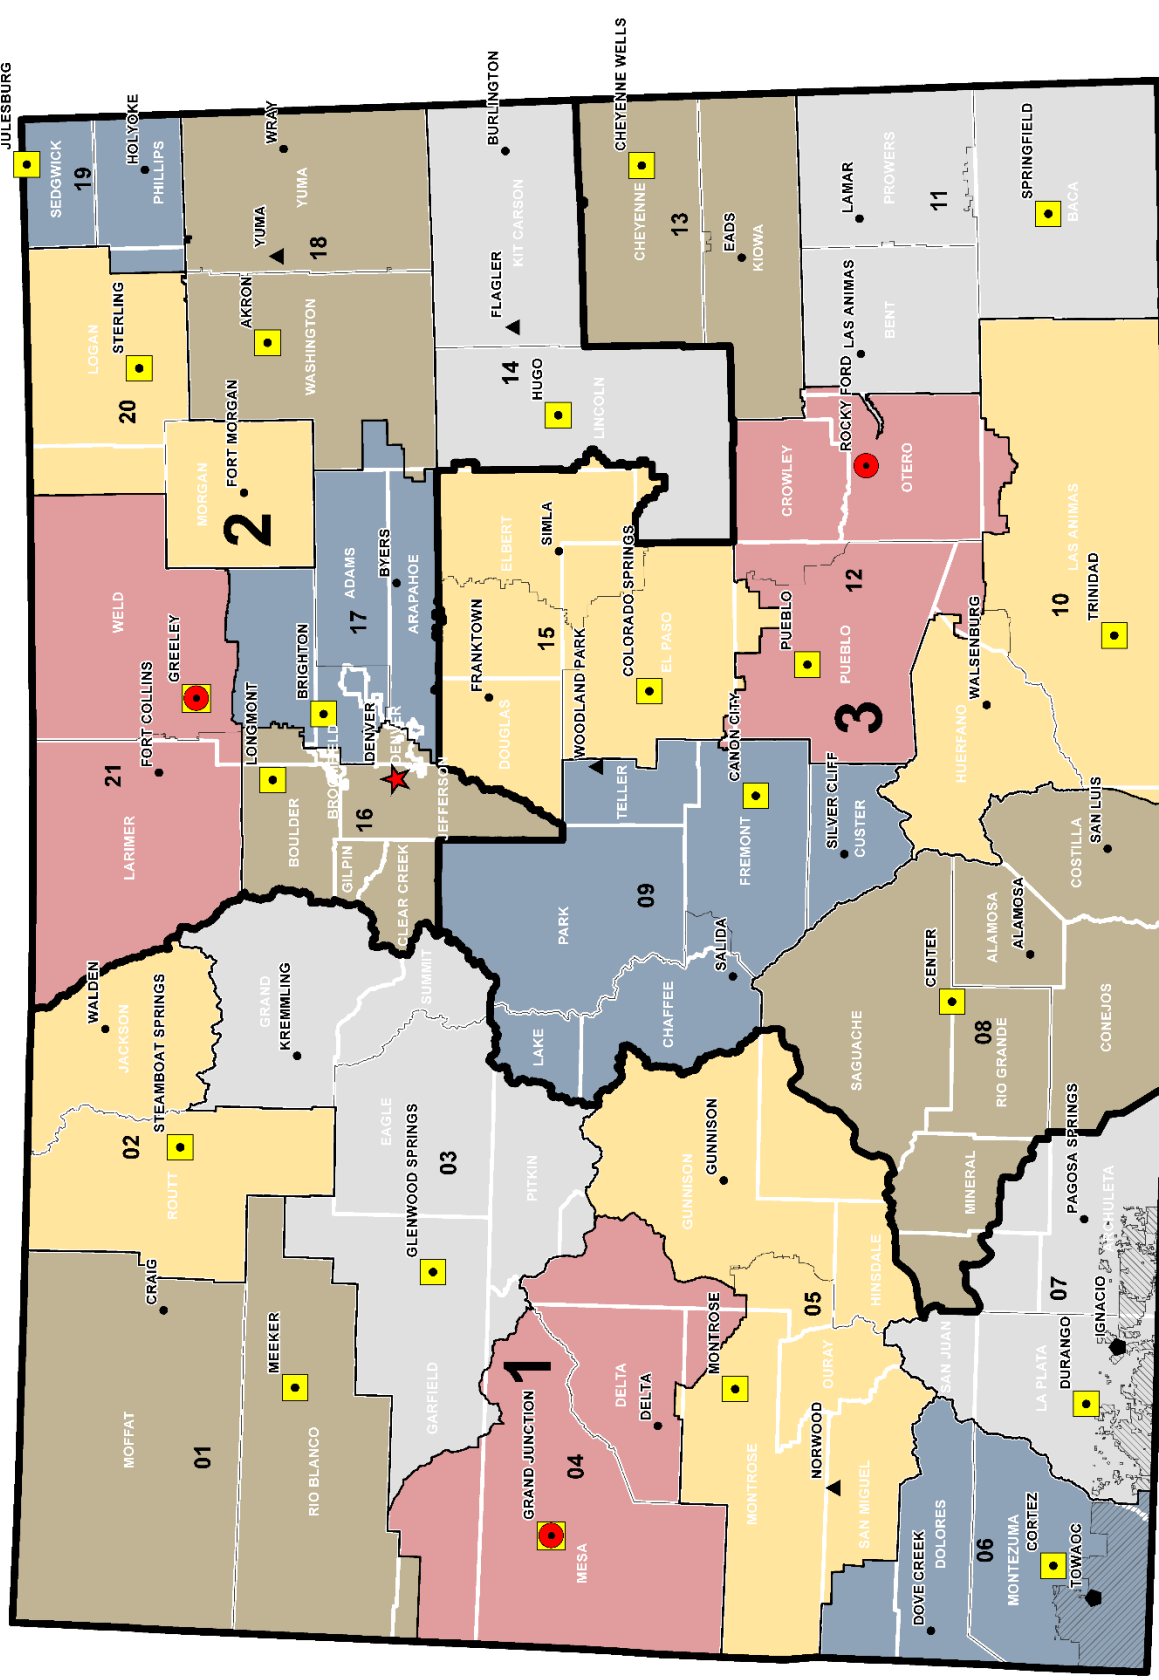 MOFFAT
CRAIG
01
MEEKER
RIO BLANCO
02
ROUTT
STEAMBOAT SPRINGS
WALDEN
JACKSON
LARIMER
21
FORT COLLINS
GREELEY
WELD
LOGAN
20
STERLING
SEDGWICK
19
JULESBURG
HOLYOKE
PHILLIPS
MORGAN
FORT MORGAN
2
AKRON
WASHINGTON
YUMA
18
YUMA
WRAY
GRAND
KREMMLING
SUMMIT
EAGLE
03
GLENWOOD SPRINGS
GARFIELD
PITKIN
BOULDER
LONGMONT
BROOMFIELD
GILPIN
16
CLEAR CREEK
JEFFERSON
DENVER
DENVER
BRIGHTON
17
ADAMS
BYERS
ARAPAHOE
1
GRAND JUNCTION
04
MESA
DELTA
DELTA
LAKE
PARK
09
CHAFFEE
SALIDA
FRANKTOWN
DOUGLAS
15
ELBERT
SIMLA
FLAGLER
KIT CARSON
BURLINGTON
14
HUGO
LINCOLN
WOODLAND PARK
TELLER
COLORADO SPRINGS
EL PASO
CHEYENNE WELLS
CHEYENNE
13
EADS
KIOWA
GUNNISON
GUNNISON
MONTROSE
MONTROSE
05
NORWOOD
OURAY
SAN MIGUEL
HINSDALE
CANON CITY
FREMONT
SILVER CLIFF
CUSTER
PUEBLO
12
PUEBLO
3
CROWLEY
ROCKY FORD
OTERO
LAS ANIMAS
BENT
LAMAR
PROWERS
11
SPRINGFIELD
BACA
SAGUACHE
CENTER
08
RIO GRANDE
MINERAL
ALAMOSA
ALAMOSA
COSTILLA
SAN LUIS
CONEJOS
WALSENBURG
HUERFANO
10
LAS ANIMAS
TRINIDAD
DOVE CREEK
DOLORES
06
MONTEZUMA
CORTEZ
TOWAOC
SAN JUAN
LA PLATA
DURANGO
07
IGNACIO
PAGOSA SPRINGS
ARCHULETA